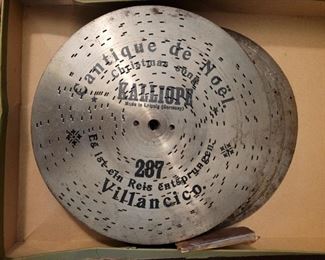 Cantique de Noël.
Christmas song
KALLIOPE
Made in Leipzig (Germany)
287
"Es ist ein Reis entsprungen."
Villancico.